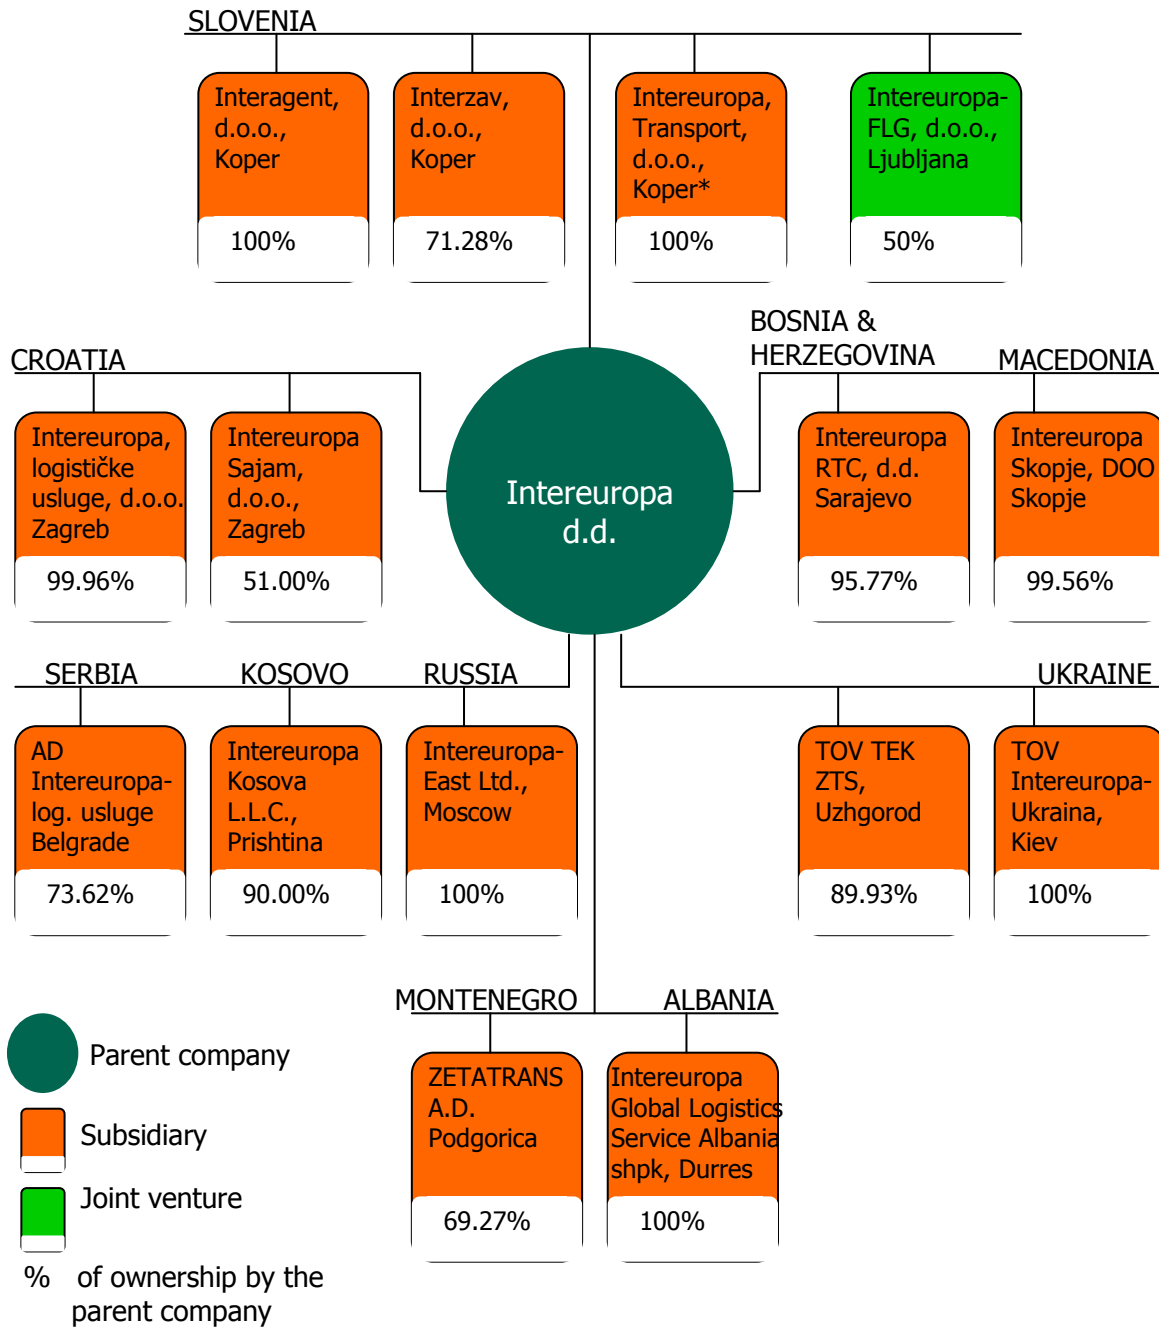 SLOVENIA
Interagent,
d.o.o.,
Koper
100%
Interzav,
d.o.o.,
Koper
71.28%
Intereuropa,
Transport,
d.o.o.,
Koper*
100%
Intereuropa-
FLG, d.o.o.,
Ljubljana
50%
CROATIA
Intereuropa,
logističke
usluge, d.o.o.
Zagreb
99.96%
Intereuropa
Sajam,
d.o.o.,
Zagreb
51.00%
Intereuropa
d.d.
BOSNIA &
HERZEGOVINA
Intereuropa
RTC, d.d.
Sarajevo
95.77%
MACEDONIA
Intereuropa
Skopje, DOO
Skopje
99.56%
SERBIA
AD
Intereuropa-
log. usluge
Belgrade
73.62%
KOSOVO
Intereuropa
Kosova
L.L.C.,
Prishtina
90.00%
RUSSIA
Intereuropa-
East Ltd.,
Moscow
100%
UKRAINE
TOV TEK
ZTS,
Uzhgorod
89.93%
TOV
Intereuropa-
Ukraina,
Kiev
100%
MONTENEGRO
ZETATRANS
A.D.
Podgorica
69.27%
ALBANIA
Intereuropa
Global Logistics
Service Albania
shpk, Durres
100%
Parent company
Subsidiary
Joint venture
% of ownership by the
parent company